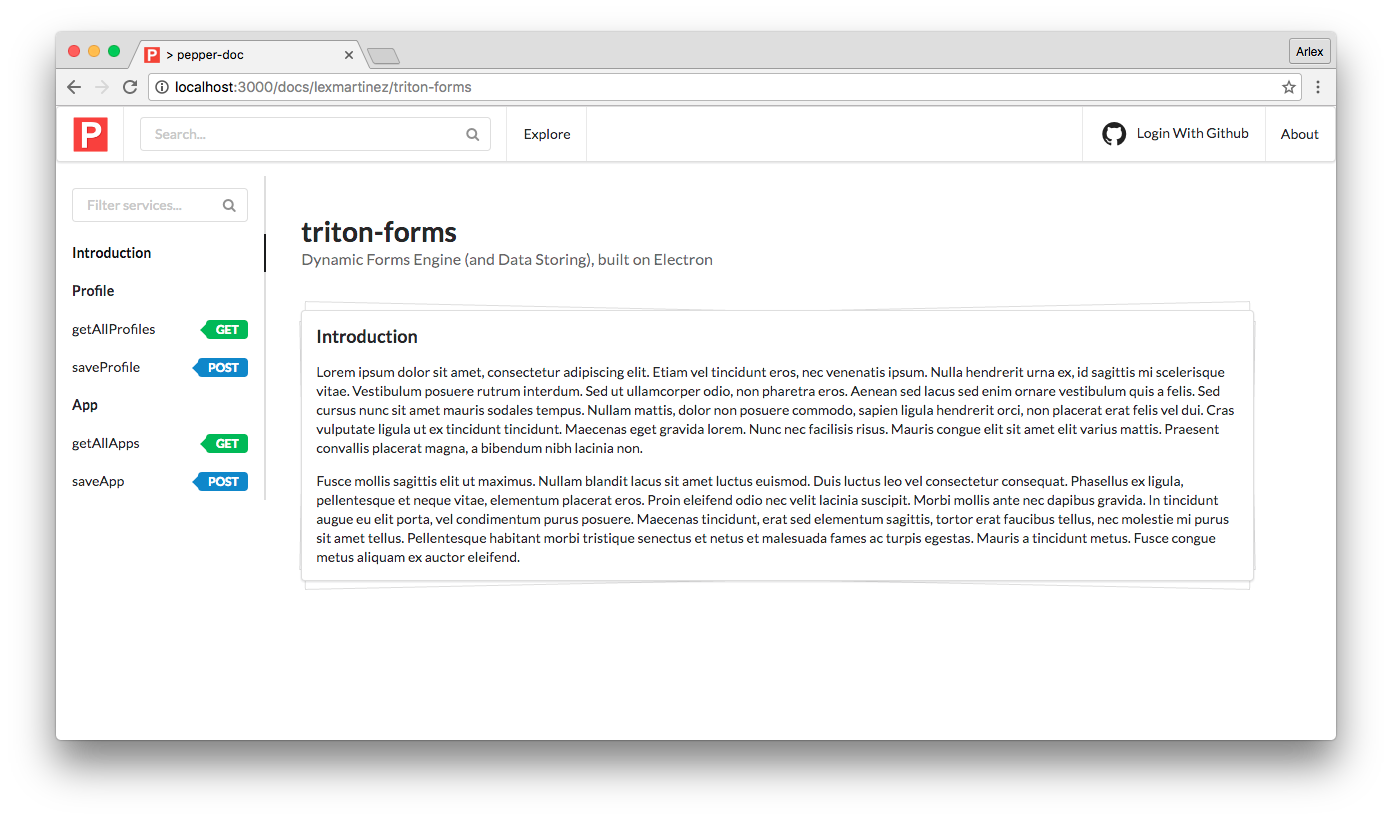 P > pepper-doc
Arlex
localhost:3000/docs/lexmartinez/triton-forms
P Search... Explore Login With Github About
Filter services...
Introduction
Profile
getAllProfiles GET
saveProfile POST
App
getAllApps GET
saveApp POST
triton-forms
Dynamic Forms Engine (and Data Storing), built on Electron
Introduction
Lorem ipsum dolor sit amet, consectetur adipiscing elit. Etiam vel tincidunt eros, nec venenatis ipsum. Nulla hendrerit urna ex, id sagittis mi scelerisque
vitae. Vestibulum posuere rutrum interdum. Sed ut ullamcorper odio, non pharetra eros. Aenean sed lacus sed enim ornare vestibulum quis a felis. Sed
cursus nunc sit amet mauris sodales tempus. Nullam mattis, dolor non posuere commodo, sapien ligula hendrerit orci, non placerat erat felis vel dui. Cras
vulputate ligula ut ex tincidunt tincidunt. Maecenas eget gravida lorem. Nunc nec facilisis risus. Mauris congue elit sit amet elit varius mattis. Praesent
convallis placerat magna, a bibendum nibh lacinia non.
Fusce mollis sagittis elit ut maximus. Nullam blandit lacus sit amet luctus euismod. Duis luctus leo vel consectetur consequat. Phasellus ex ligula,
pellentesque et neque vitae, elementum placerat eros. Proin eleifend odio nec velit lacinia suscipit. Morbi mollis ante nec dapibus gravida. In tincidunt
augue eu elit porta, vel condimentum purus posuere. Maecenas tincidunt, erat sed elementum sagittis, tortor erat faucibus tellus, nec molestie mi purus
sit amet tellus. Pellentesque habitant morbi tristique senectus et netus et malesuada fames ac turpis egestas. Mauris a tincidunt metus. Fusce congue
metus aliquam ex auctor eleifend.